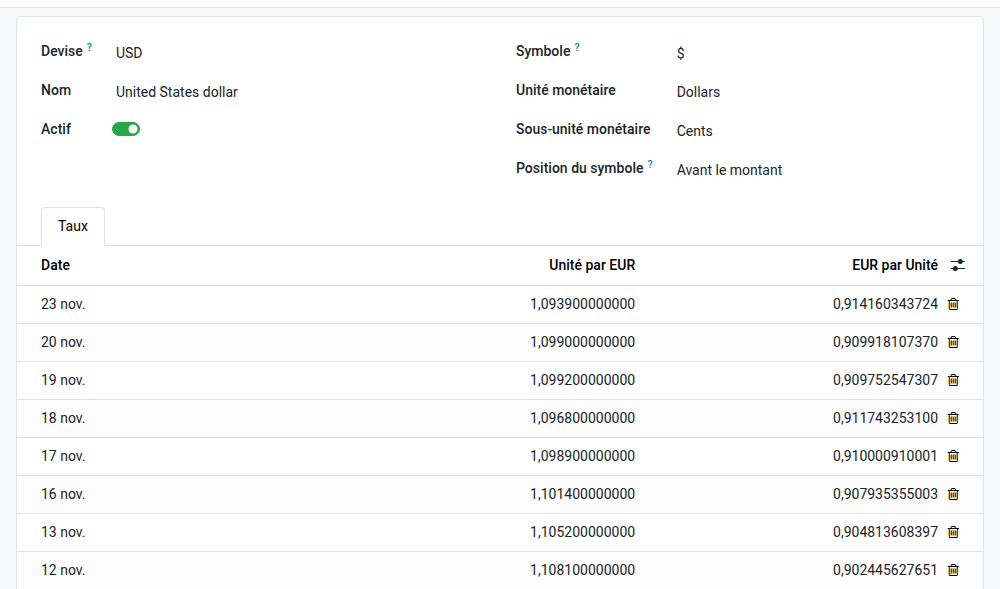 Devise ? USD Symbole ? $
Nom United States dollar Unité monétaire Dollars
Actif Sous-unité monétaire Cents
Position du symbole ? Avant le montant
Taux
Date Unité par EUR EUR par Unité
23 nov. 1,093900000000 0,914160343724
20 nov. 1,099000000000 0,909918107370
19 nov. 1,099200000000 0,909752547307
18 nov. 1,096800000000 0,911743253100
17 nov. 1,098900000000 0,910000910001
16 nov. 1,101400000000 0,907935355003
13 nov. 1,105200000000 0,904813608397
12 nov. 1,108100000000 0,902445627651